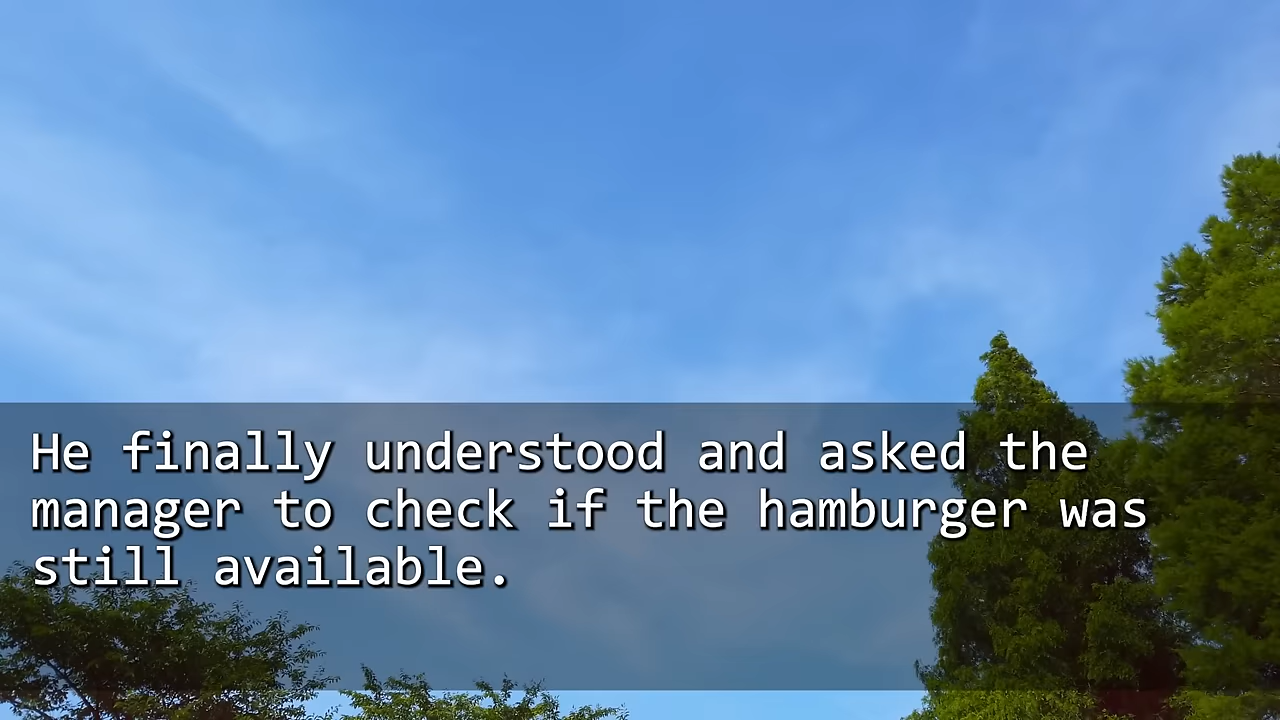 He finally understood and asked the
manager to check if the hamburger was
still available.